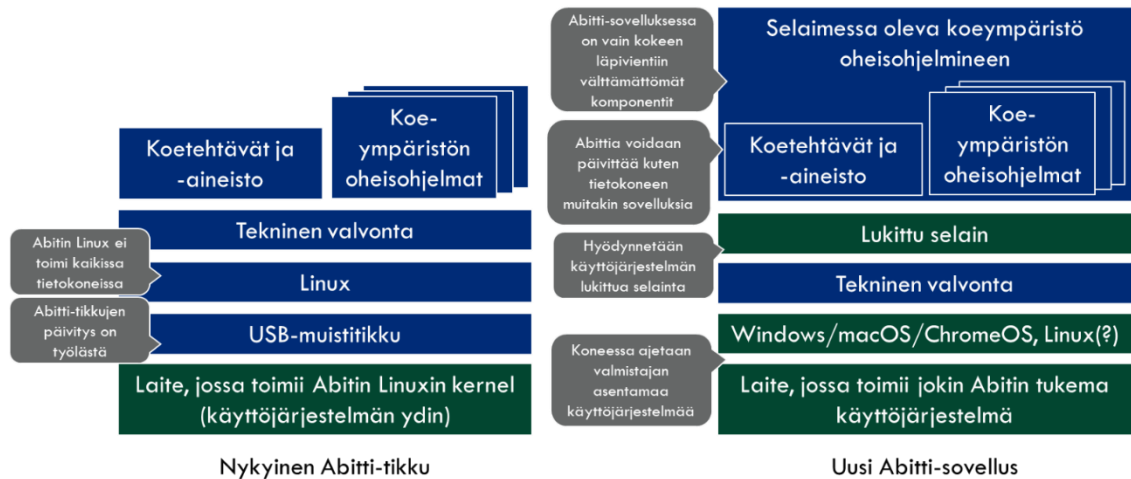 Koetehtävät ja
-aineisto
Koe-
ympäristön
oheisohjelmat
Tekninen valvonta
Abitin Linux ei
toimi kaikissa
tietokoneissa
Linux
Abitti-tikkujen
päivitys on
työlästä
USB-muistitikku
Laite, jossa toimii Abitin Linuxin kernel
(käyttöjärjestelmän ydin)
Nykyinen Abitti-tikku
Abitti-sovelluksessa
on vain kokeen
läpivientiin
välttämättömät
komponentit
Selaimessa oleva koeympäristö
oheisohjelmineen
Abittia voidaan
päivittää kuten
tietokoneen
muitakin sovelluksia
Koetehtävät ja
-aineisto
Koe-
ympäristön
oheisohjelmat
Hyödynnetään
käyttöjärjestelmän
lukittua selainta
Lukittu selain
Tekninen valvonta
Windows/macOS/ChromeOS, Linux(?)
Koneessa ajetaan
valmistajan
asentamaa
käyttöjärjestelmää
Laite, jossa toimii jokin Abitin tukema
käyttöjärjestelmä
Uusi Abitti-sovellus